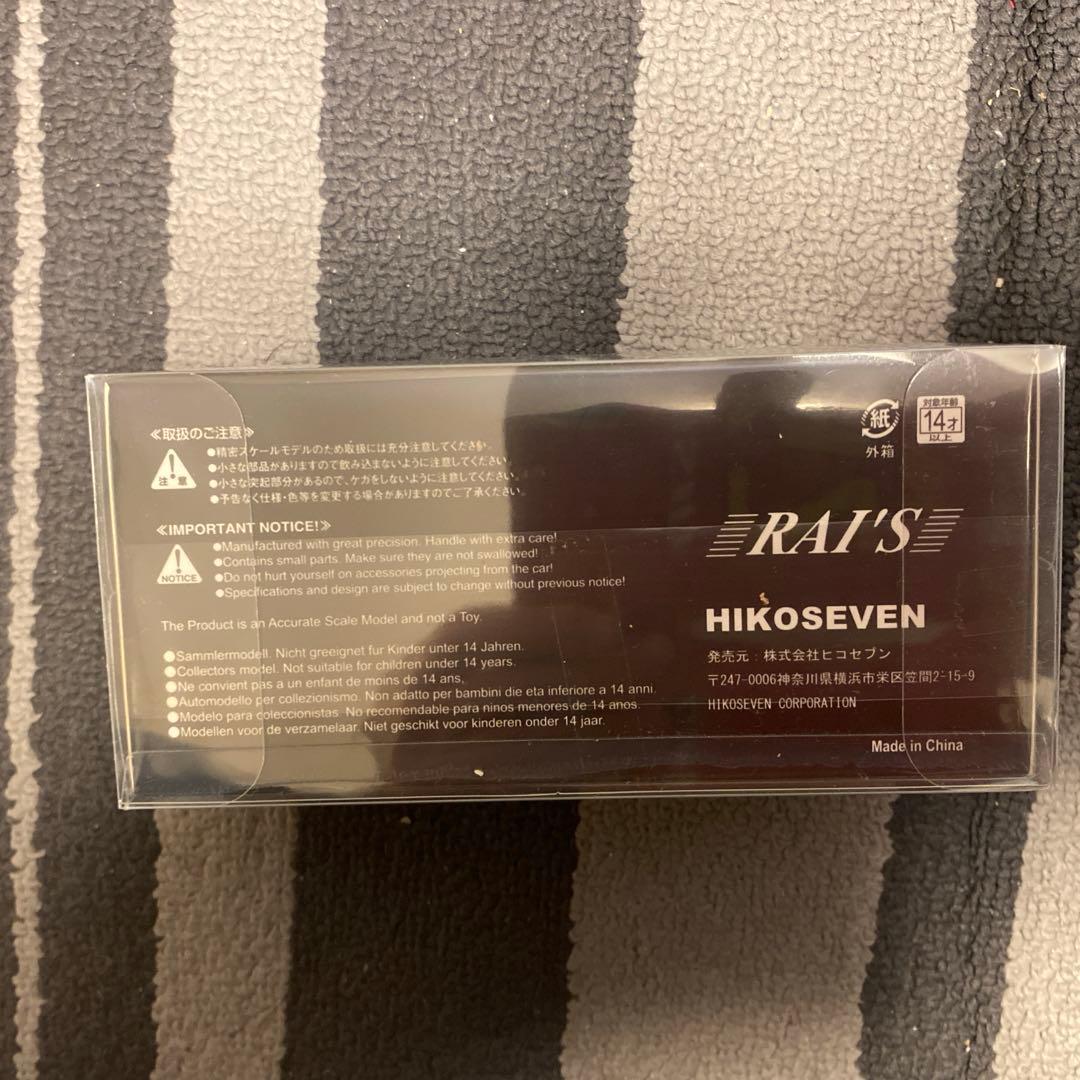 ≪取扱のご注意≫
注意
●精密スケールモデルのため取扱には充分注意してください。
●小さな部品がありますので飲み込まないように注意してください。
●小さな突起部分があるので、ケガをしないように注意してください。
●予告なく仕様・色等を変更する場合がありますのでご了承ください。
≪IMPORTANT NOTICE!≫
NOTICE
●Manufactured with great precision. Handle with extra care!
●Contains small parts. Make sure they are not swallowed!
●Do not hurt yourself on accessories projecting from the car!
●Specifications and design are subject to change without previous notice!
The Product is an Accurate Scale Model and not a Toy.
●Sammlermodell. Nicht greeignet fur Kinder unter 14 Jahren.
●Collectors model. Not suitable for children under 14 years.
●Ne convient pas a un enfant de moins de 14 ans.
●Automodello per collezionismo. Non adatto per bambini die eta inferiore a 14 anni.
●Modelo para coleccionistas. No recomendable para ninos menores de 14 anos.
●Modellen voor de verzamelaar. Niet geschikt voor kinderen onder 14 jaar.
紙
外箱
対象年齢
14才
以上
RAI'S
HIKOSEVEN
発売元：株式会社ヒコセブン
〒247-0006神奈川県横浜市栄区笠間2-15-9
HIKOSEVEN CORPORATION
Made in China